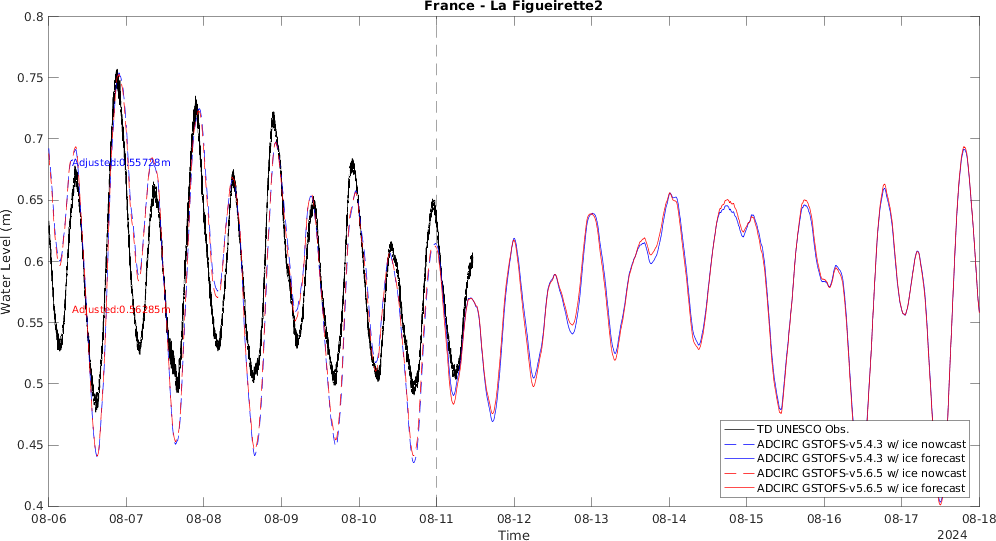 France - La Figueirette2
0.8
0.75
0.7
0.65
0.6
0.55
0.5
0.45
0.4
Water Level (m)
Adjusted:0.55728m
Adjusted:0.56285m
TD UNESCO Obs.
ADCIRC GSTOFS-v5.4.3 w/ ice nowcast
ADCIRC GSTOFS-v5.4.3 w/ ice forecast
ADCIRC GSTOFS-v5.6.5 w/ ice nowcast
ADCIRC GSTOFS-v5.6.5 w/ ice forecast
08-06 08-07 08-08 08-09 08-10 08-11 08-12 08-13 08-14 08-15 08-16 08-17 08-18
Time
2024